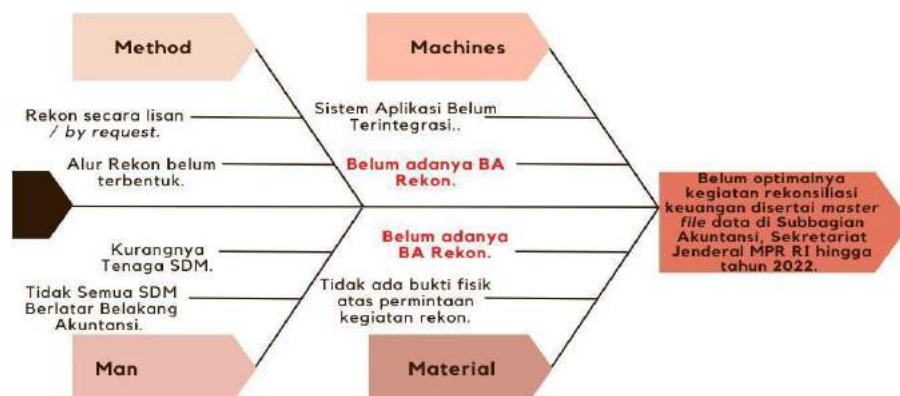 Method
Machines
Rekon secara lisan
/ by request.
Sistem Aplikasi Belum
Terintegrasi..
Alur Rekon belum
terbentuk.
Belum adanya BA
Rekon.
Belum optimalnya
kegiatan rekonsiliasi
keuangan disertai master
file data di Subbagian
Akuntansi, Sekretariat
Jenderal MPR RI hingga
tahun 2022.
Kurangnya
Tenaga SDM.
Belum adanya
BA Rekon.
Tidak Semua SDM
Berlatar Belakang
Akuntansi.
Tidak ada bukti fisik
atas permintaan
kegiatan rekon.
Man
Material